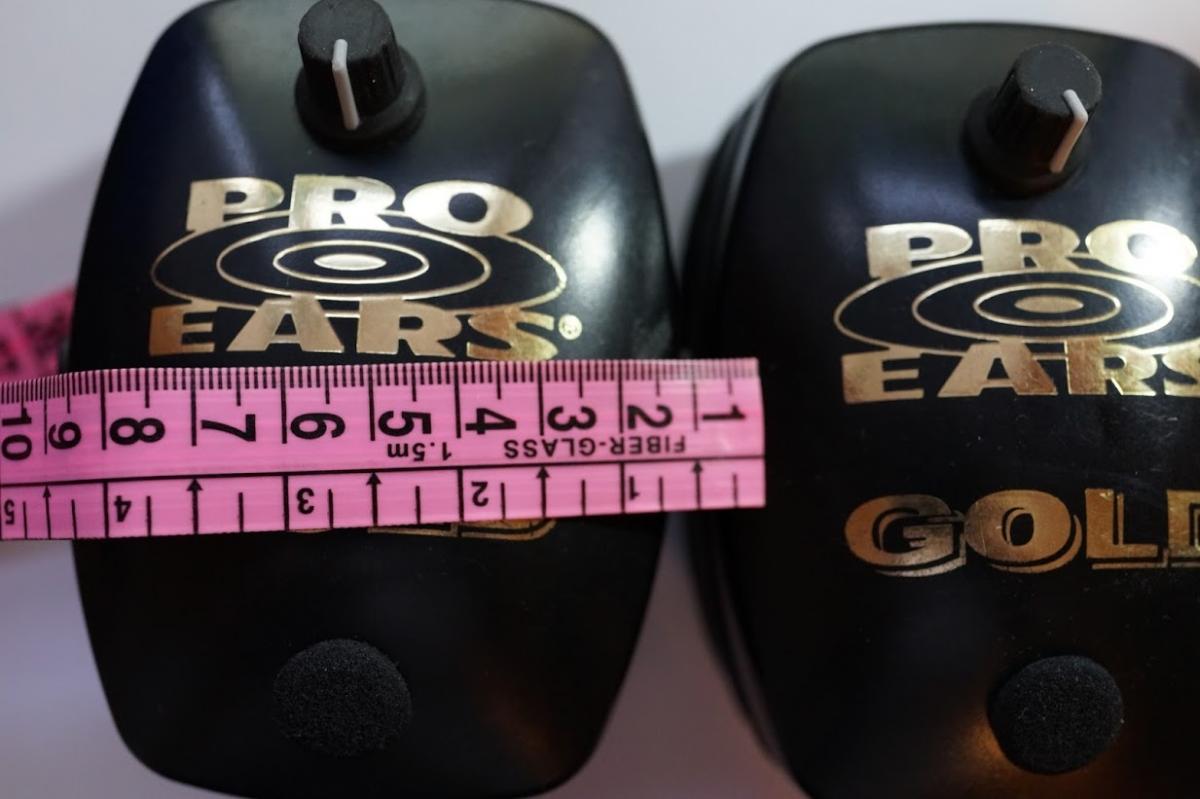 PRO
EARS®
PRO
EARS
GOLD
10 9 8 7 6 5 4 3 2 1
1.5m FIBER-GLASS
5 4 3 2 1